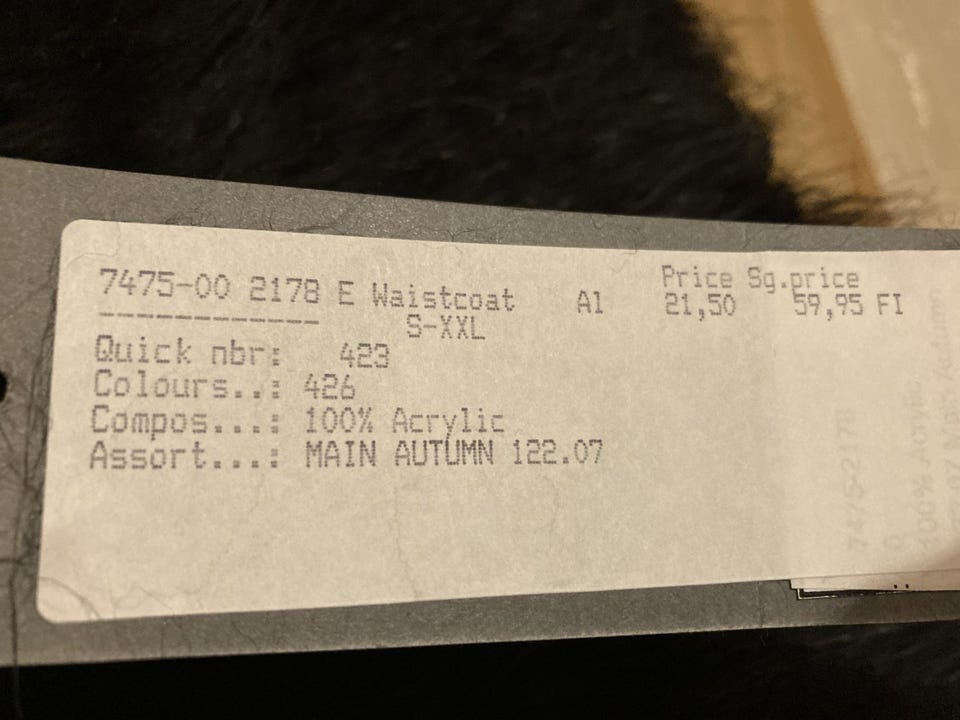 7475-00 2178 E Waistcoat Al Price Sg.price
S-XXL 21,50 59,95 FI
------------
Quick nbr: 423
Colours..: 426
Compos...: 100% Acrylic
Assort...: MAIN AUTUMN 122.07